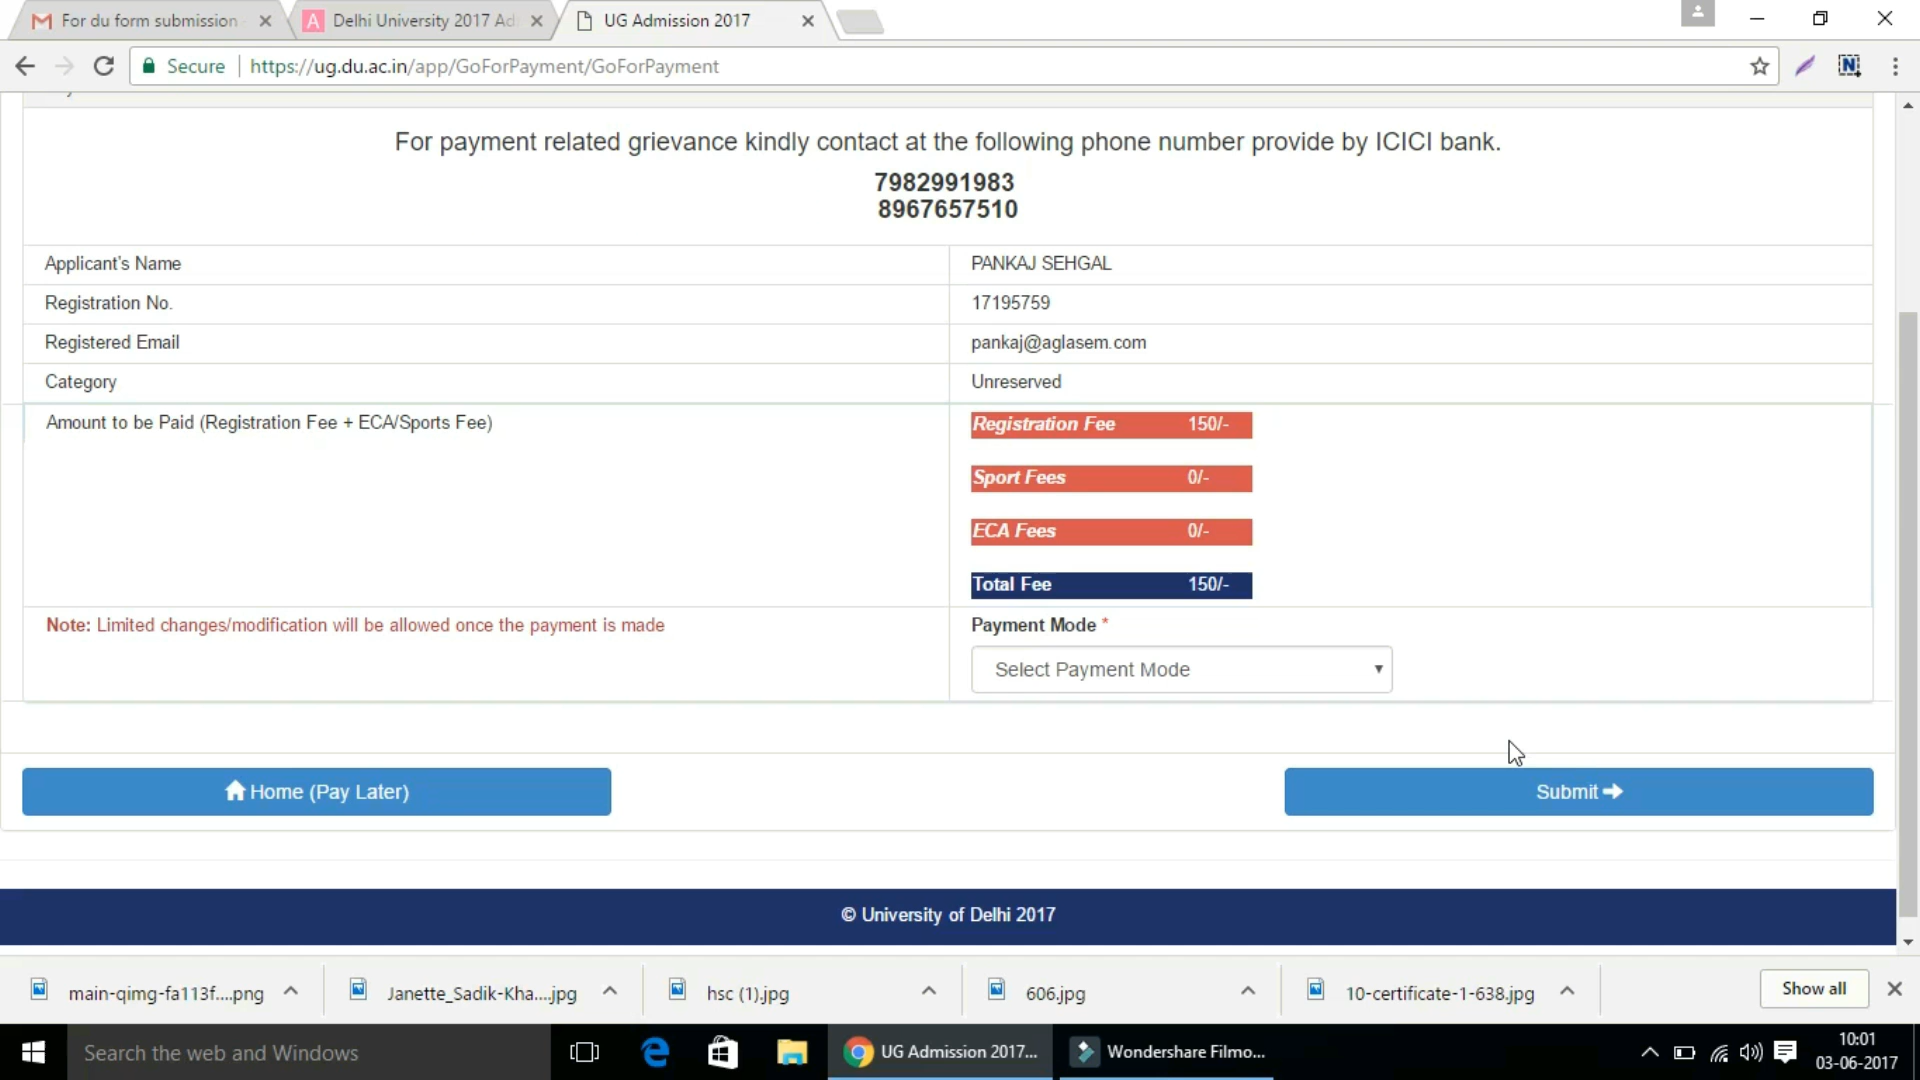 For du form submission
Delhi University 2017 Ad
UG Admission 2017
Secure
https://ug.du.ac.in/app/GoForPayment/GoForPayment
For payment related grievance kindly contact at the following phone number provide by ICICI bank.
7982991983
8967657510
Applicant's Name
PANKAJ SEHGAL
Registration No.
17195759
Registered Email
pankaj@aglasem.com
Category
Unreserved
Amount to be Paid (Registration Fee + ECA/Sports Fee)
Registration Fee 150/-
Sport Fees 0/-
ECA Fees 0/-
Total Fee 150/-
Note: Limited changes/modification will be allowed once the payment is made
Payment Mode *
Select Payment Mode
Home (Pay Later)
Submit
© University of Delhi 2017
main-qimg-fa113f....png
Janette_Sadik-Kha....jpg
hsc (1).jpg
606.jpg
10-certificate-1-638.jpg
Show all
Search the web and Windows
UG Admission 2017...
Wondershare Filmo...
10:01
03-06-2017